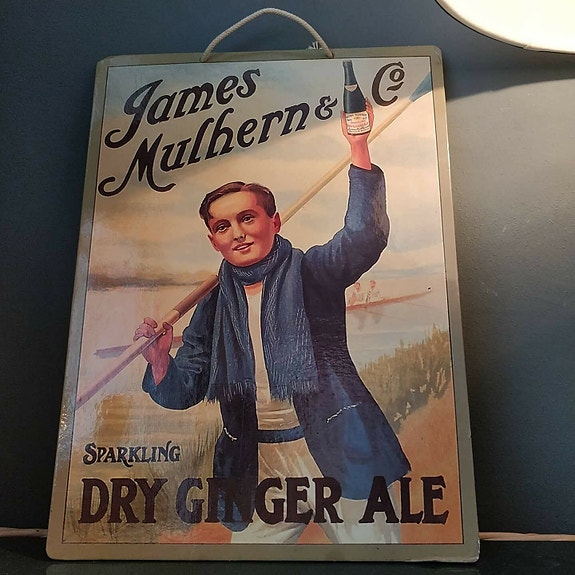 James
Mulhern & Co
SPARKLING
DRY GINGER ALE